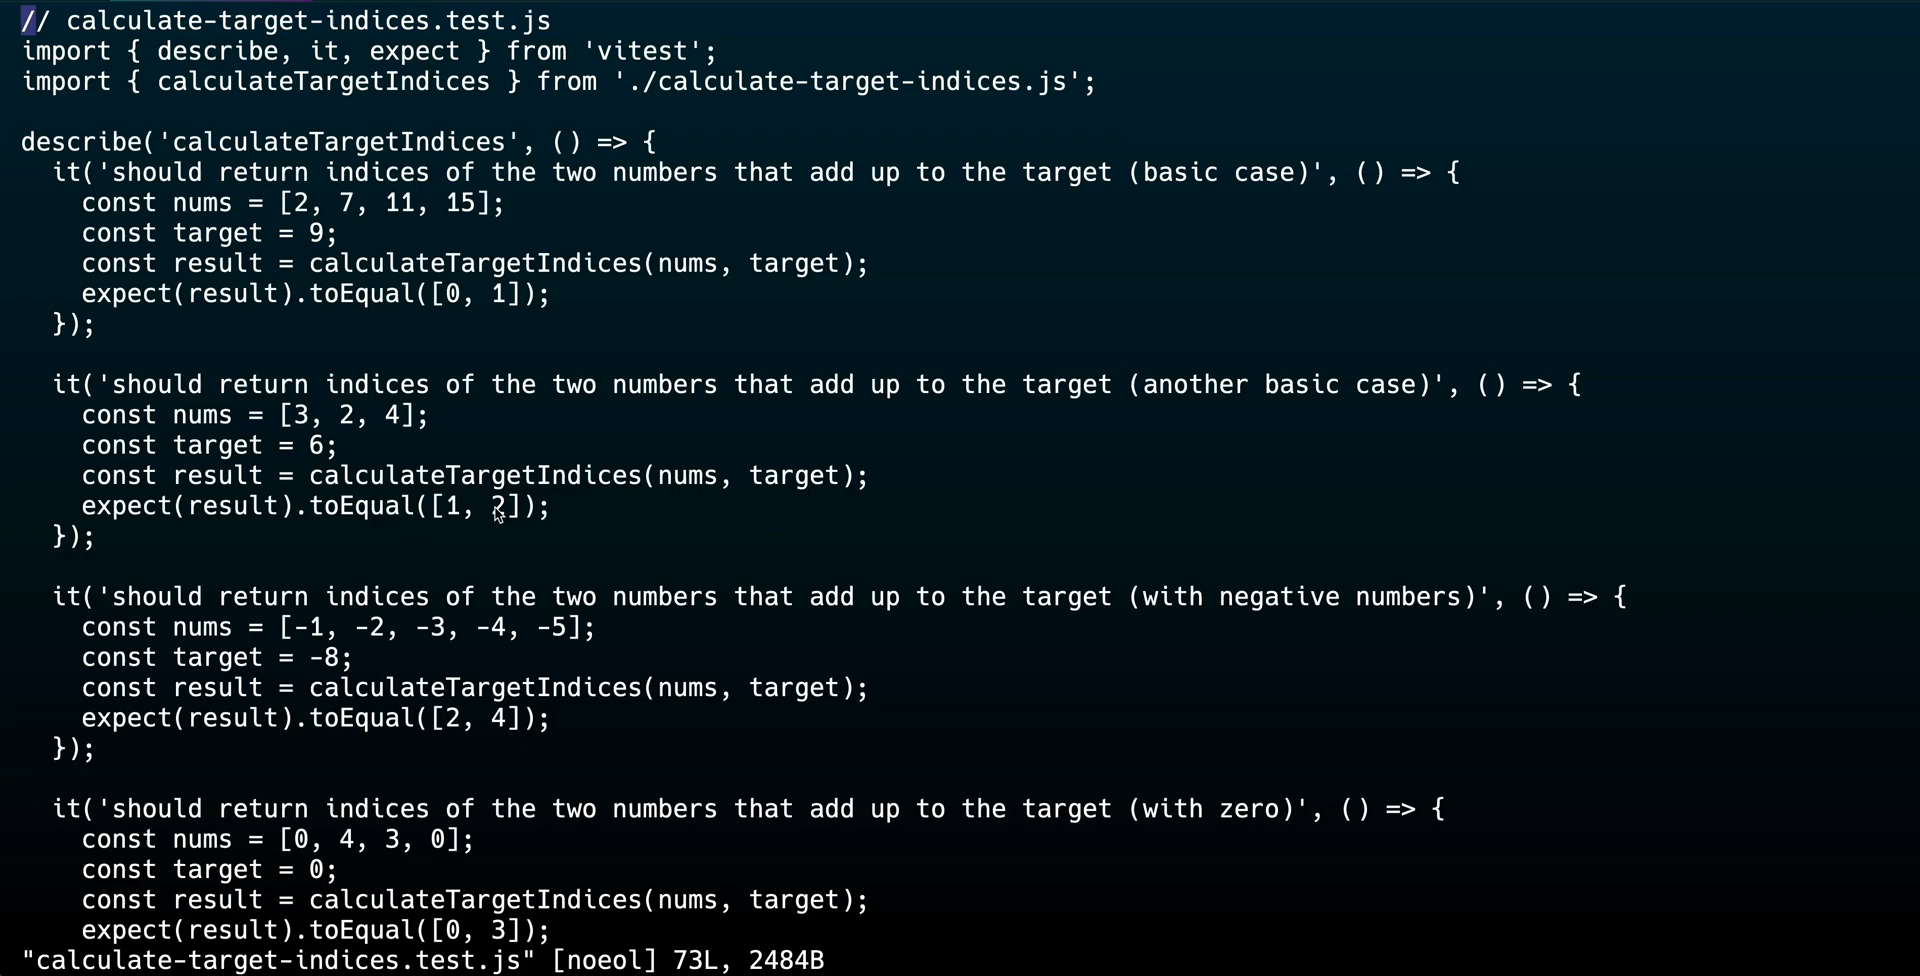 // calculate-target-indices.test.js
import { describe, it, expect } from 'vitest';
import { calculateTargetIndices } from './calculate-target-indices.js';

describe('calculateTargetIndices', () => {
  it('should return indices of the two numbers that add up to the target (basic case)', () => {
    const nums = [2, 7, 11, 15];
    const target = 9;
    const result = calculateTargetIndices(nums, target);
    expect(result).toEqual([0, 1]);
  });

  it('should return indices of the two numbers that add up to the target (another basic case)', () => {
    const nums = [3, 2, 4];
    const target = 6;
    const result = calculateTargetIndices(nums, target);
    expect(result).toEqual([1, 2]);
  });

  it('should return indices of the two numbers that add up to the target (with negative numbers)', () => {
    const nums = [-1, -2, -3, -4, -5];
    const target = -8;
    const result = calculateTargetIndices(nums, target);
    expect(result).toEqual([2, 4]);
  });

  it('should return indices of the two numbers that add up to the target (with zero)', () => {
    const nums = [0, 4, 3, 0];
    const target = 0;
    const result = calculateTargetIndices(nums, target);
    expect(result).toEqual([0, 3]);
"calculate-target-indices.test.js" [noeol] 73L, 2484B